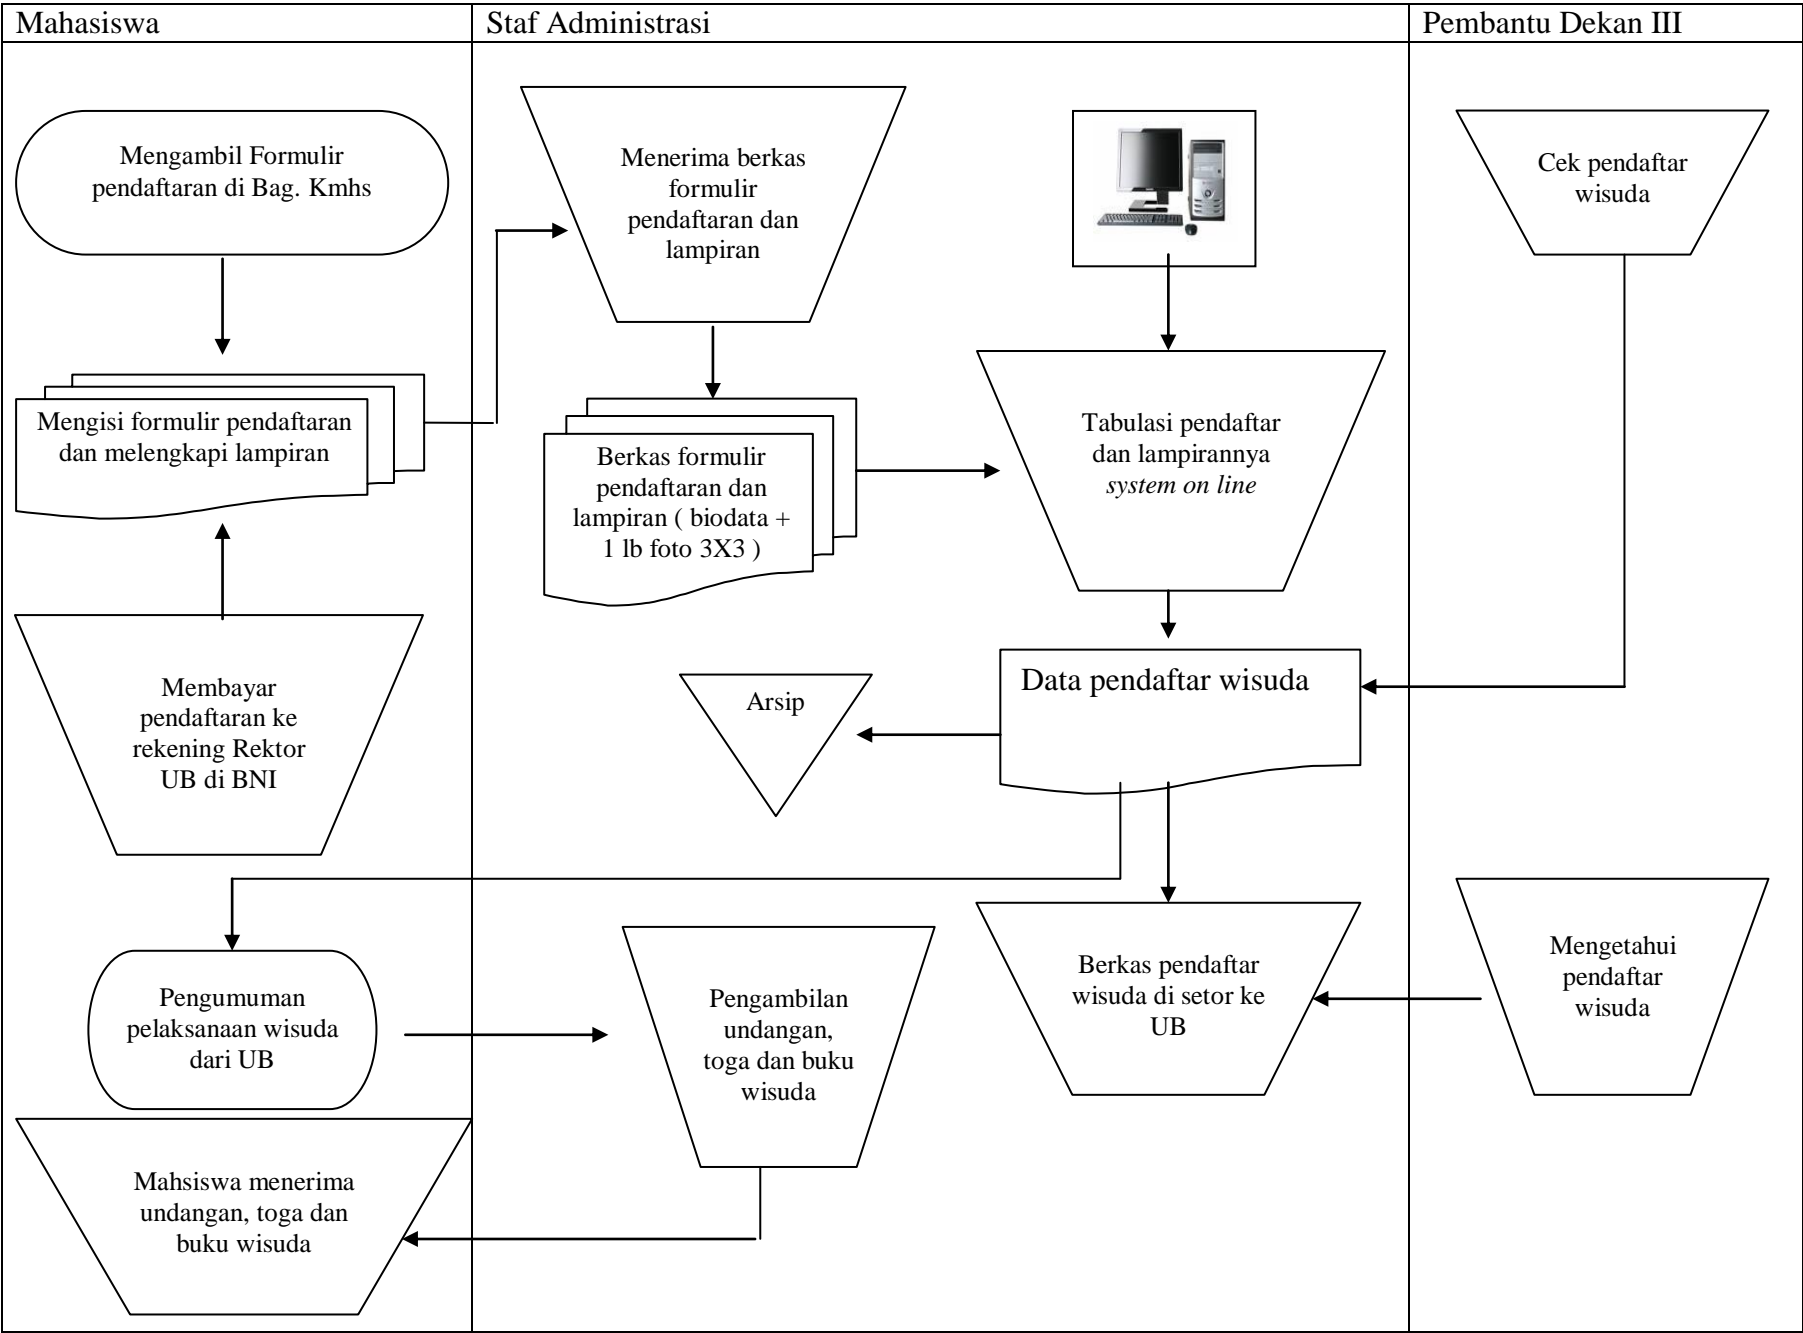 Mahasiswa
Staf Administrasi
Pembantu Dekan III
Mengambil Formulir
pendaftaran di Bag. Kmhs
Mengisi formulir pendaftaran
dan melengkapi lampiran
Membayar
pendaftaran ke
rekening Rektor
UB di BNI
Pengumuman
pelaksanaan wisuda
dari UB
Mahsiswa menerima
undangan, toga dan
buku wisuda
Menerima berkas
formulir
pendaftaran dan
lampiran
Berkas formulir
pendaftaran dan
lampiran ( biodata +
1 lb foto 3X3 )
Arsip
Pengambilan
undangan,
toga dan buku
wisuda
Tabulasi pendaftar
dan lampirannya
system on line
Data pendaftar wisuda
Berkas pendaftar
wisuda di setor ke
UB
Cek pendaftar
wisuda
Mengetahui
pendaftar
wisuda